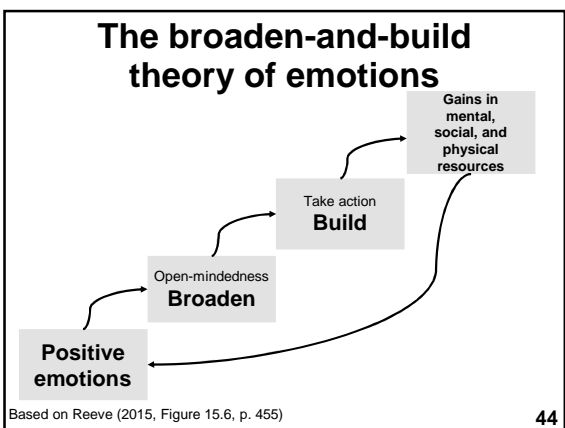 The broaden-and-build
theory of emotions
Gains in
mental,
social, and
physical
resources
Take action
Build
Open-mindedness
Broaden
Positive
emotions
Based on Reeve (2015, Figure 15.6, p. 455)
44